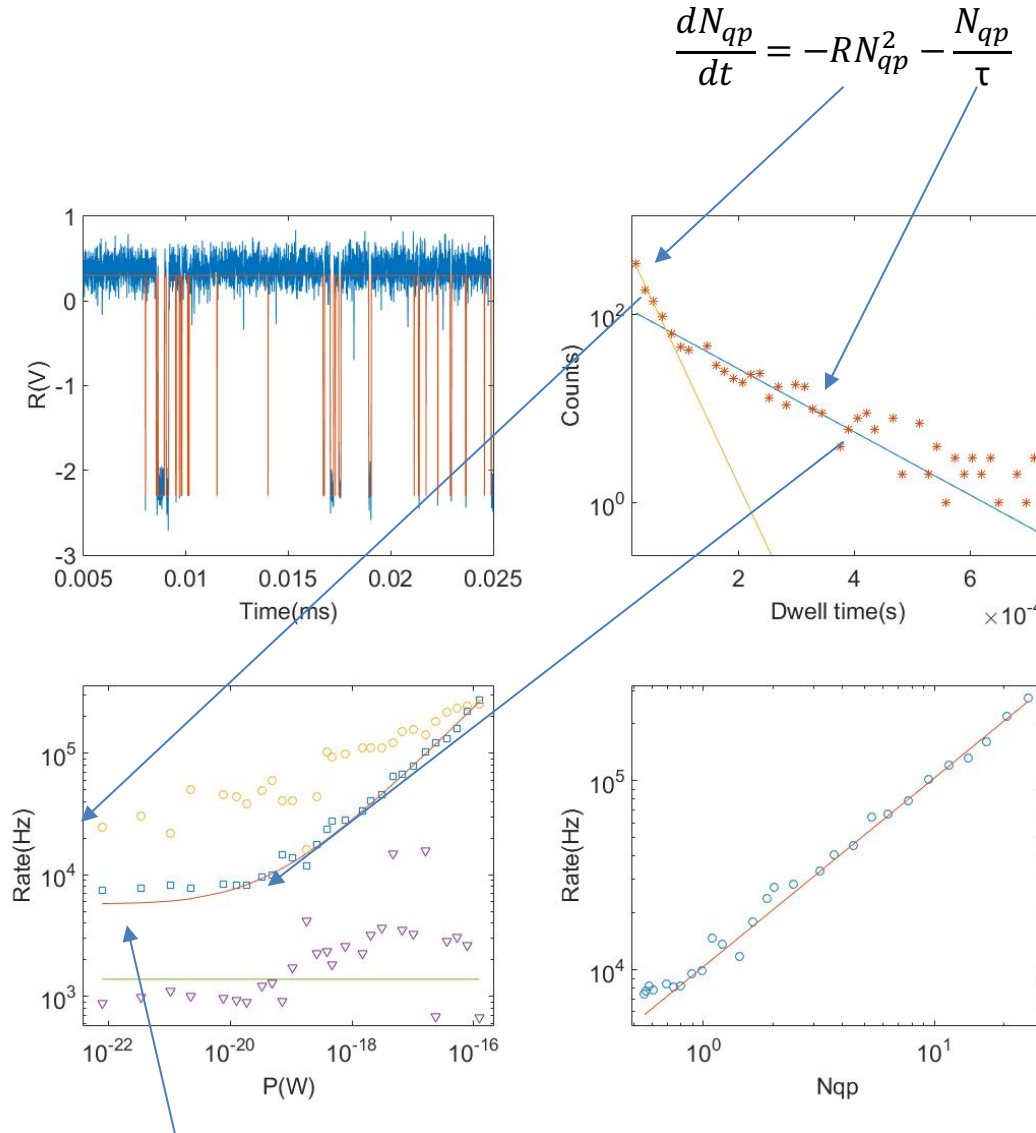 dN_qp/dt = −RN_qp^2 − N_qp/τ
1
0
-1
-2
-3
R(V)
0.005 0.01 0.015 0.02 0.025
Time(ms)
10^2
10^0
Counts
2 4 6
×10^-4
Dwell time(s)
10^5
10^4
10^3
Rate(Hz)
10^-22 10^-20 10^-18 10^-16
P(W)
10^5
10^4
Rate(Hz)
10^0 10^1
Nqp